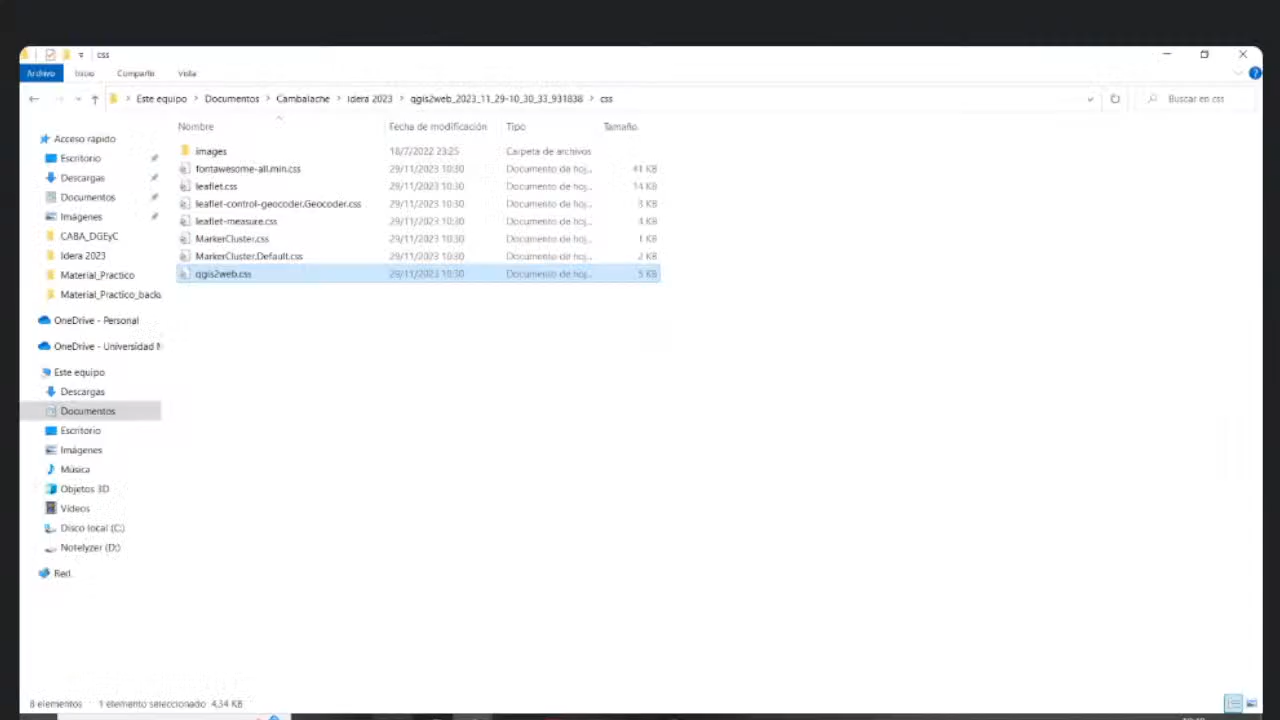 css
Archivo Inicio Compartir Vista
Este equipo > Documentos > Cambalache > Idera 2023 > qgis2web_2023_11_29-10_30_33_931838 > css
Buscar en css
Nombre Fecha de modificación Tipo Tamaño
images 18/7/2022 23:25 Carpeta de archivos
fontawesome-all.min.css 29/11/2023 10:30 Documento de hoj... 41 KB
leaflet.css 29/11/2023 10:30 Documento de hoj... 14 KB
leaflet-control-geocoder.Geocoder.css 29/11/2023 10:30 Documento de hoj... 3 KB
leaflet-measure.css 29/11/2023 10:30 Documento de hoj... 4 KB
MarkerCluster.css 29/11/2023 10:30 Documento de hoj... 1 KB
MarkerCluster.Default.css 29/11/2023 10:30 Documento de hoj... 2 KB
qgis2web.css 29/11/2023 10:30 Documento de hoj... 5 KB
Acceso rápido
Escritorio
Descargas
Documentos
Imágenes
CABA_DGEyC
Idera 2023
Material_Practico
Material_Practico_backu
OneDrive - Personal
OneDrive - Universidad N
Este equipo
Descargas
Documentos
Escritorio
Imágenes
Música
Objetos 3D
Vídeos
Disco local (C:)
Notelyzer (D:)
Red
8 elementos 1 elemento seleccionado 4,34 KB